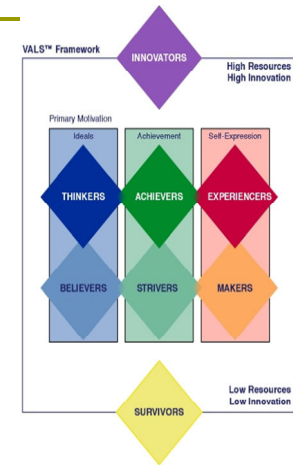 VALS™ Framework
INNOVATORS
High Resources
High Innovation
Primary Motivation
Ideals
Achievement
Self-Expression
THINKERS
ACHIEVERS
EXPERIENCERS
BELIEVERS
STRIVERS
MAKERS
Low Resources
Low Innovation
SURVIVORS